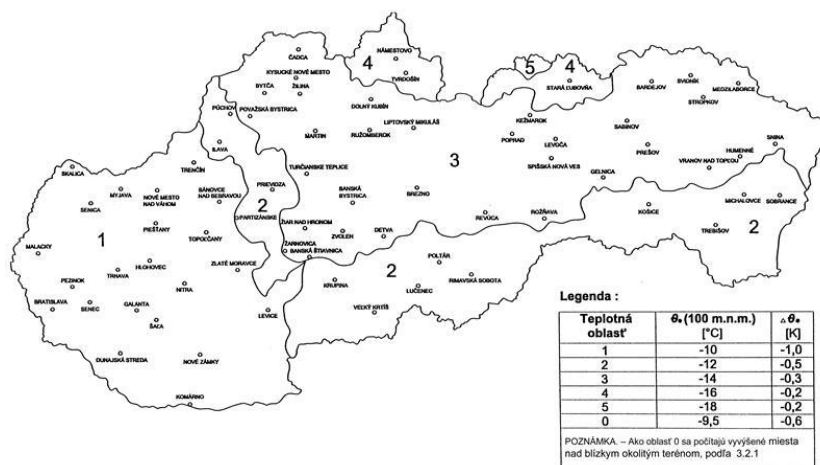 ČADCA
4
NÁMESTOVO
TVRDOŠÍN
KYSUCKÉ NOVÉ MESTO
BYTČA
ŽILINA
5
4
STARÁ ĽUBOVŇA
BARDEJOV
SVIDNÍK
STROPKOV
MEDZILABORCE
PÚCHOV
POVAŽSKÁ BYSTRICA
DOLNÝ KUBÍN
LIPTOVSKÝ MIKULÁŠ
MARTIN
RUŽOMBEROK
KEŽMAROK
POPRAD
LEVOČA
SABINOV
PREŠOV
SNINA
HUMENNÉ
VRANOV NAD TOPĽOU
ILAVA
TRENČÍN
TURČIANSKE TEPLICE
3
SPIŠSKÁ NOVÁ VES
GELNICA
SKALICA
MYJAVA
NOVÉ MESTO
NAD VÁHOM
BÁNOVCE
NAD BEBRAVOU
PRIEVIDZA
BANSKÁ
BYSTRICA
BREZNO
MICHALOVCE
SOBRANCE
SENICA
2
PARTIZÁNSKE
ŽIAR NAD HRONOM
REVÚCA
ROŽŇAVA
KOŠICE
TREBIŠOV
2
1
PIEŠŤANY
TOPOĽČANY
ZVOLEN
DETVA
ŽARNOVICA
BANSKÁ ŠTIAVNICA
MALACKY
HLOHOVEC
ZLATÉ MORAVCE
POLTÁR
2
TRNAVA
RIMAVSKÁ SOBOTA
PEZINOK
NITRA
KRUPINA
LUČENEC
BRATISLAVA
SENEC
GALANTA
LEVICE
VEĽKÝ KRTÍŠ
ŠAĽA
DUNAJSKÁ STREDA
NOVÉ ZÁMKY
KOMÁRNO
Legenda :
Teplotná oblasť θe (100 m.n.m.) [°C] △θe [K]
1 -10 -1,0
2 -12 -0,5
3 -14 -0,3
4 -16 -0,2
5 -18 -0,2
0 -9,5 -0,6
POZNÁMKA. – Ako oblasť 0 sa počítajú vyvýšené miesta
nad blízkym okolitým terénom, podľa 3.2.1